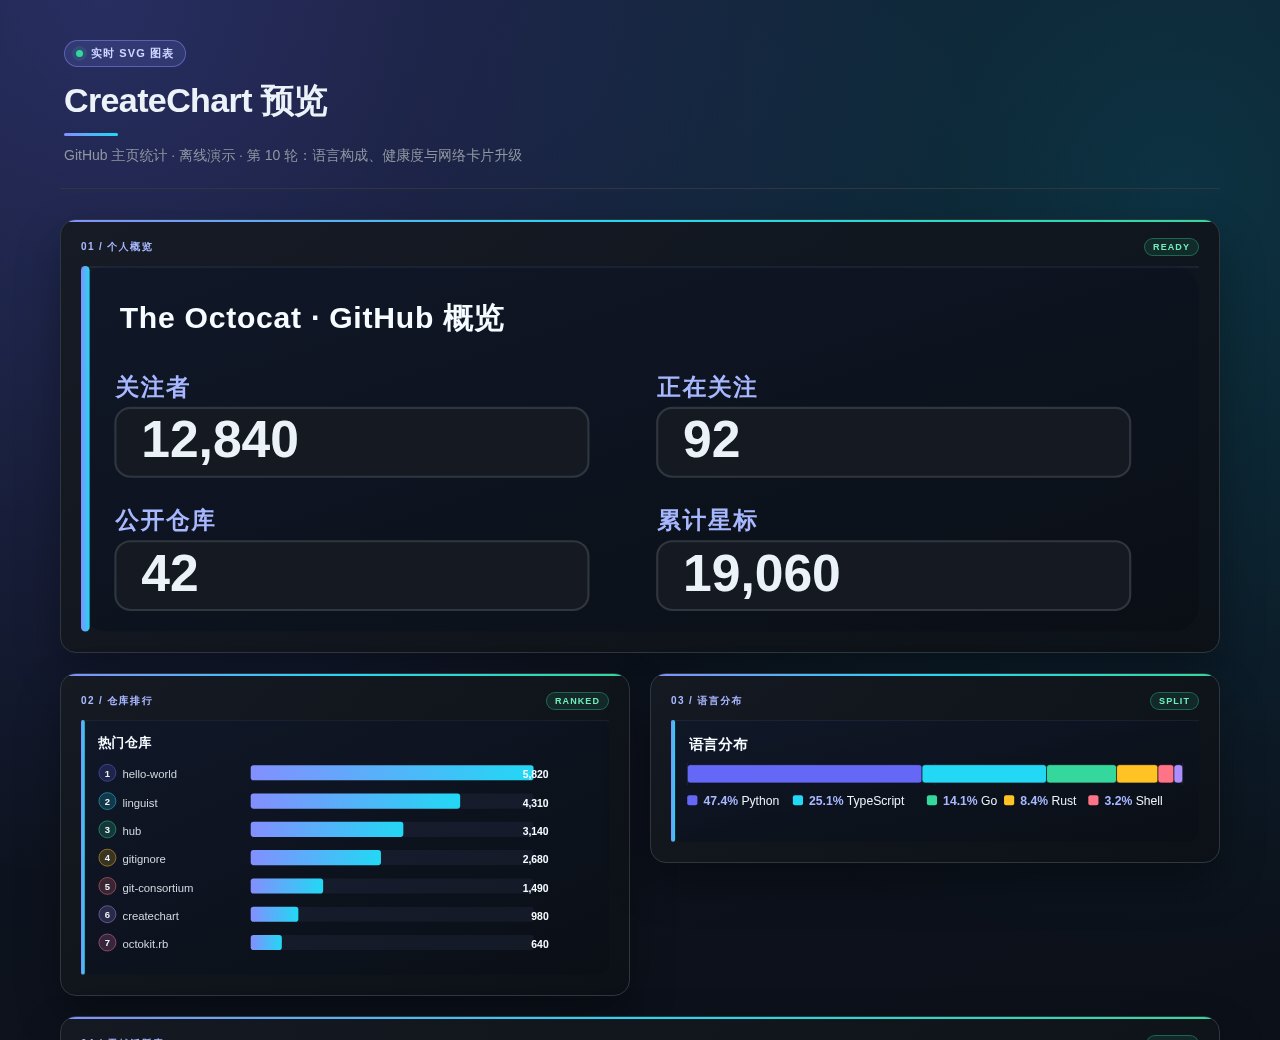 实时 SVG 图表
CreateChart 预览
GitHub 主页统计 · 离线演示 · 第 10 轮：语言构成、健康度与网络卡片升级
01 / 个人概览
READY
The Octocat · GitHub 概览
关注者
正在关注
12,840
92
公开仓库
累计星标
42
19,060
02 / 仓库排行
RANKED
热门仓库
1 hello-world 5,820
2 linguist 4,310
3 hub 3,140
4 gitignore 2,680
5 git-consortium 1,490
6 createchart 980
7 octokit.rb 640
03 / 语言分布
SPLIT
语言分布
47.4% Python 25.1% TypeScript 14.1% Go 8.4% Rust 3.2% Shell